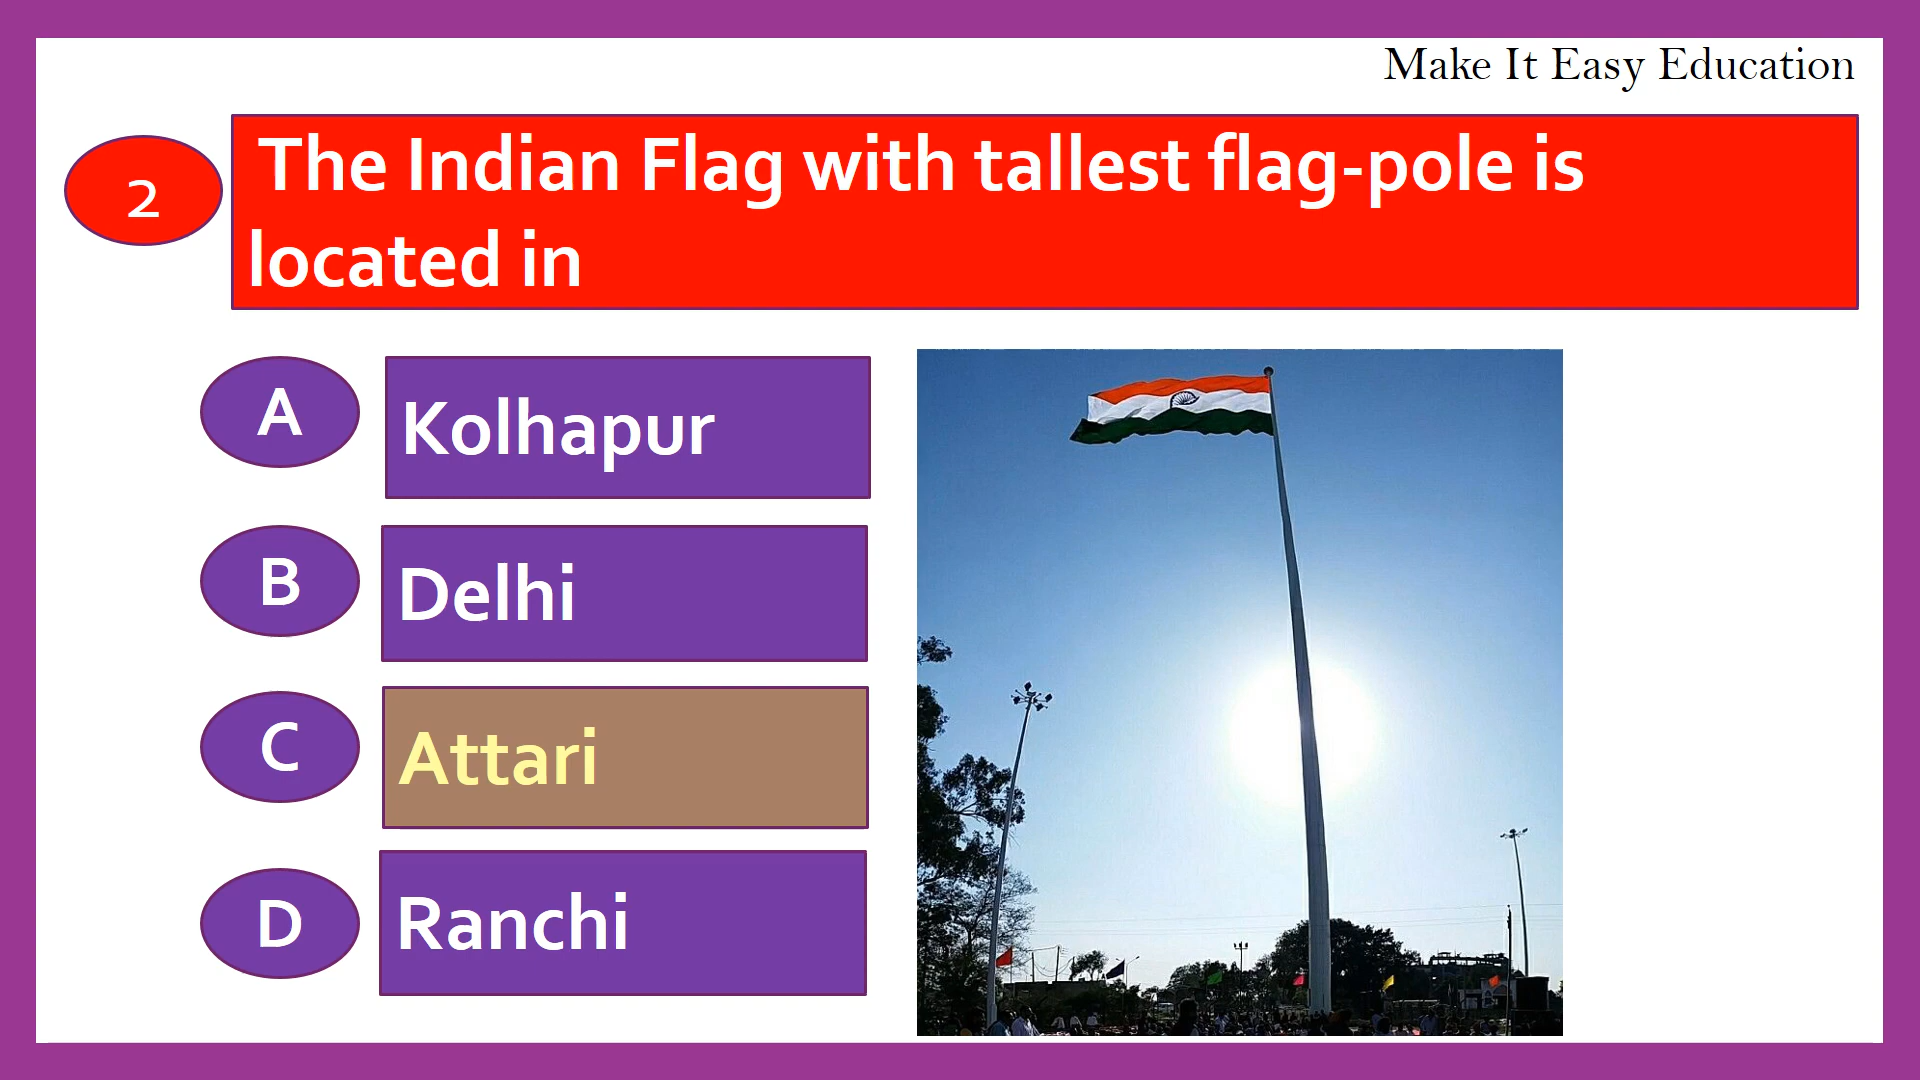 Make It Easy Education
2
The Indian Flag with tallest flag-pole is
located in
A
Kolhapur
B
Delhi
C
Attari
D
Ranchi